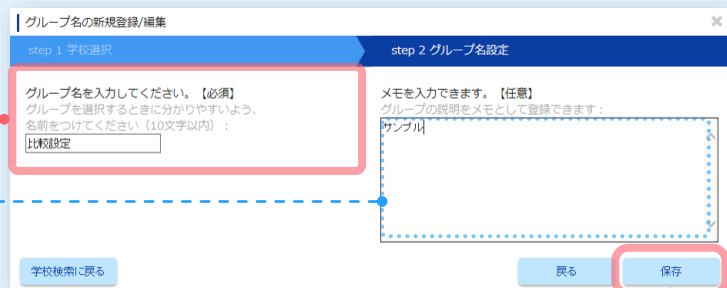 グループ名の新規登録/編集
step 1 学校選択
step 2 グループ名設定
グループ名を入力してください。【必須】
グループを選択するときに分かりやすいよう、
名前をつけてください（10文字以内）：
比較設定
メモを入力できます。【任意】
グループの説明をメモとして登録できます：
サンプル
学校検索に戻る
戻る
保存